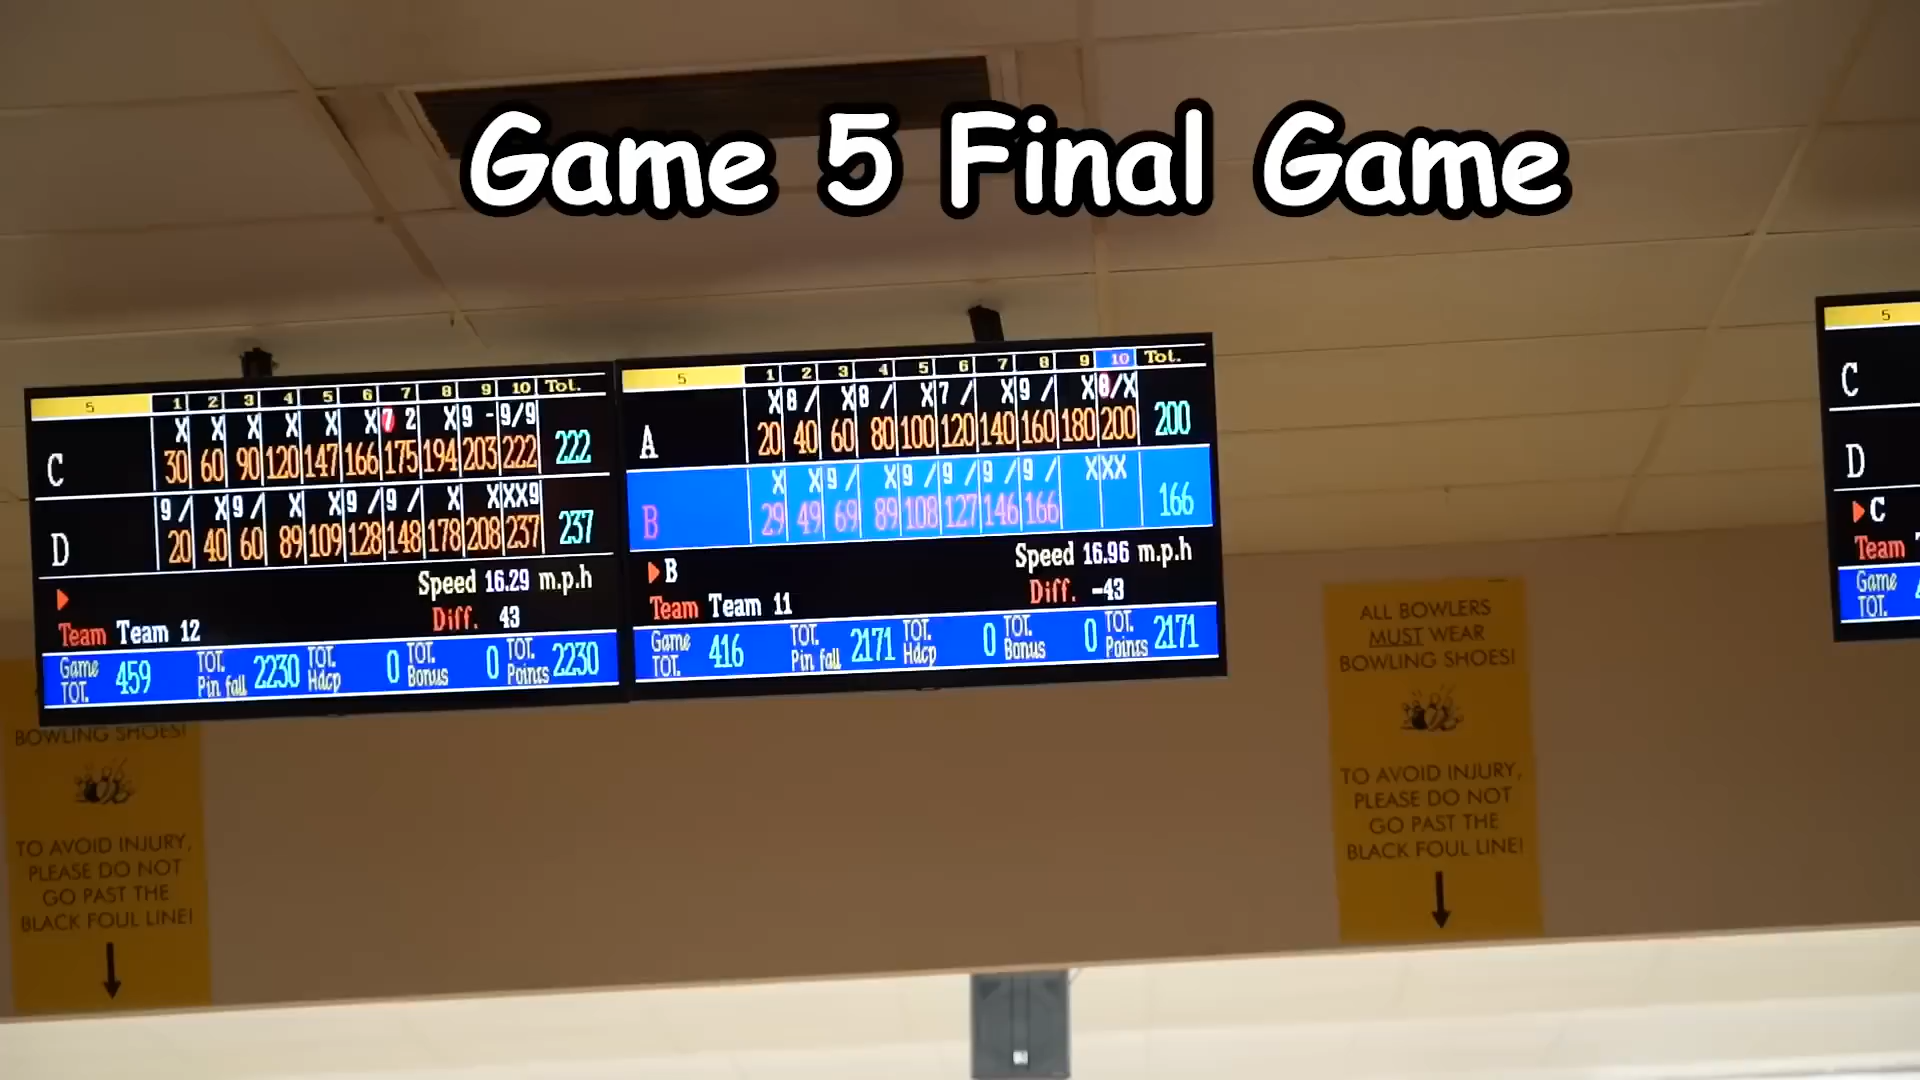 Game 5 Final Game
5 1 2 3 4 5 6 7 8 9 10 Tot.
X X X X X X 7 2 X 9 - 9/9
C 30 60 90 120 147 166 175 194 203 222 222
9/ X 9/ X X 9/ 9/ X X XX9
D 20 40 60 89 109 128 148 178 208 237 237
Speed 16.29 m.p.h
Team Team 12 Diff. 43
Game TOT. 459 TOT. Pin fall 2230 TOT. Hdcp 0 TOT. Bonus 0 TOT. Points 2230
5 1 2 3 4 5 6 7 8 9 10 Tot.
X 8/ X 8/ X 7/ X 9/ X 8/X
A 20 40 60 80 100 120 140 160 180 200 200
X X 9/ X 9/ 9/ 9/ 9/ X XX
B 29 49 69 89 108 127 146 166 166
B Speed 16.96 m.p.h
Team Team 11 Diff. -43
Game TOT. 416 TOT. Pin fall 2171 TOT. Hdcp 0 TOT. Bonus 0 TOT. Points 2171
5
C
D
C
Team
Game
TOT.
BOWLING SHOES!
TO AVOID INJURY,
PLEASE DO NOT
GO PAST THE
BLACK FOUL LINE!
ALL BOWLERS
MUST WEAR
BOWLING SHOES!
TO AVOID INJURY,
PLEASE DO NOT
GO PAST THE
BLACK FOUL LINE!